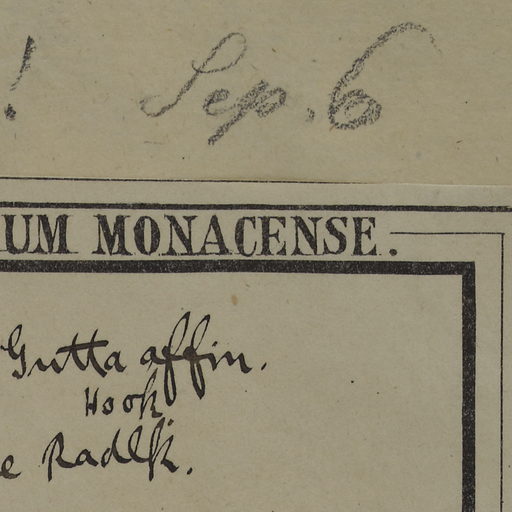 ! Sep. 6
UM MONACENSE.
Gutta affin.
Hook
e Radlk.